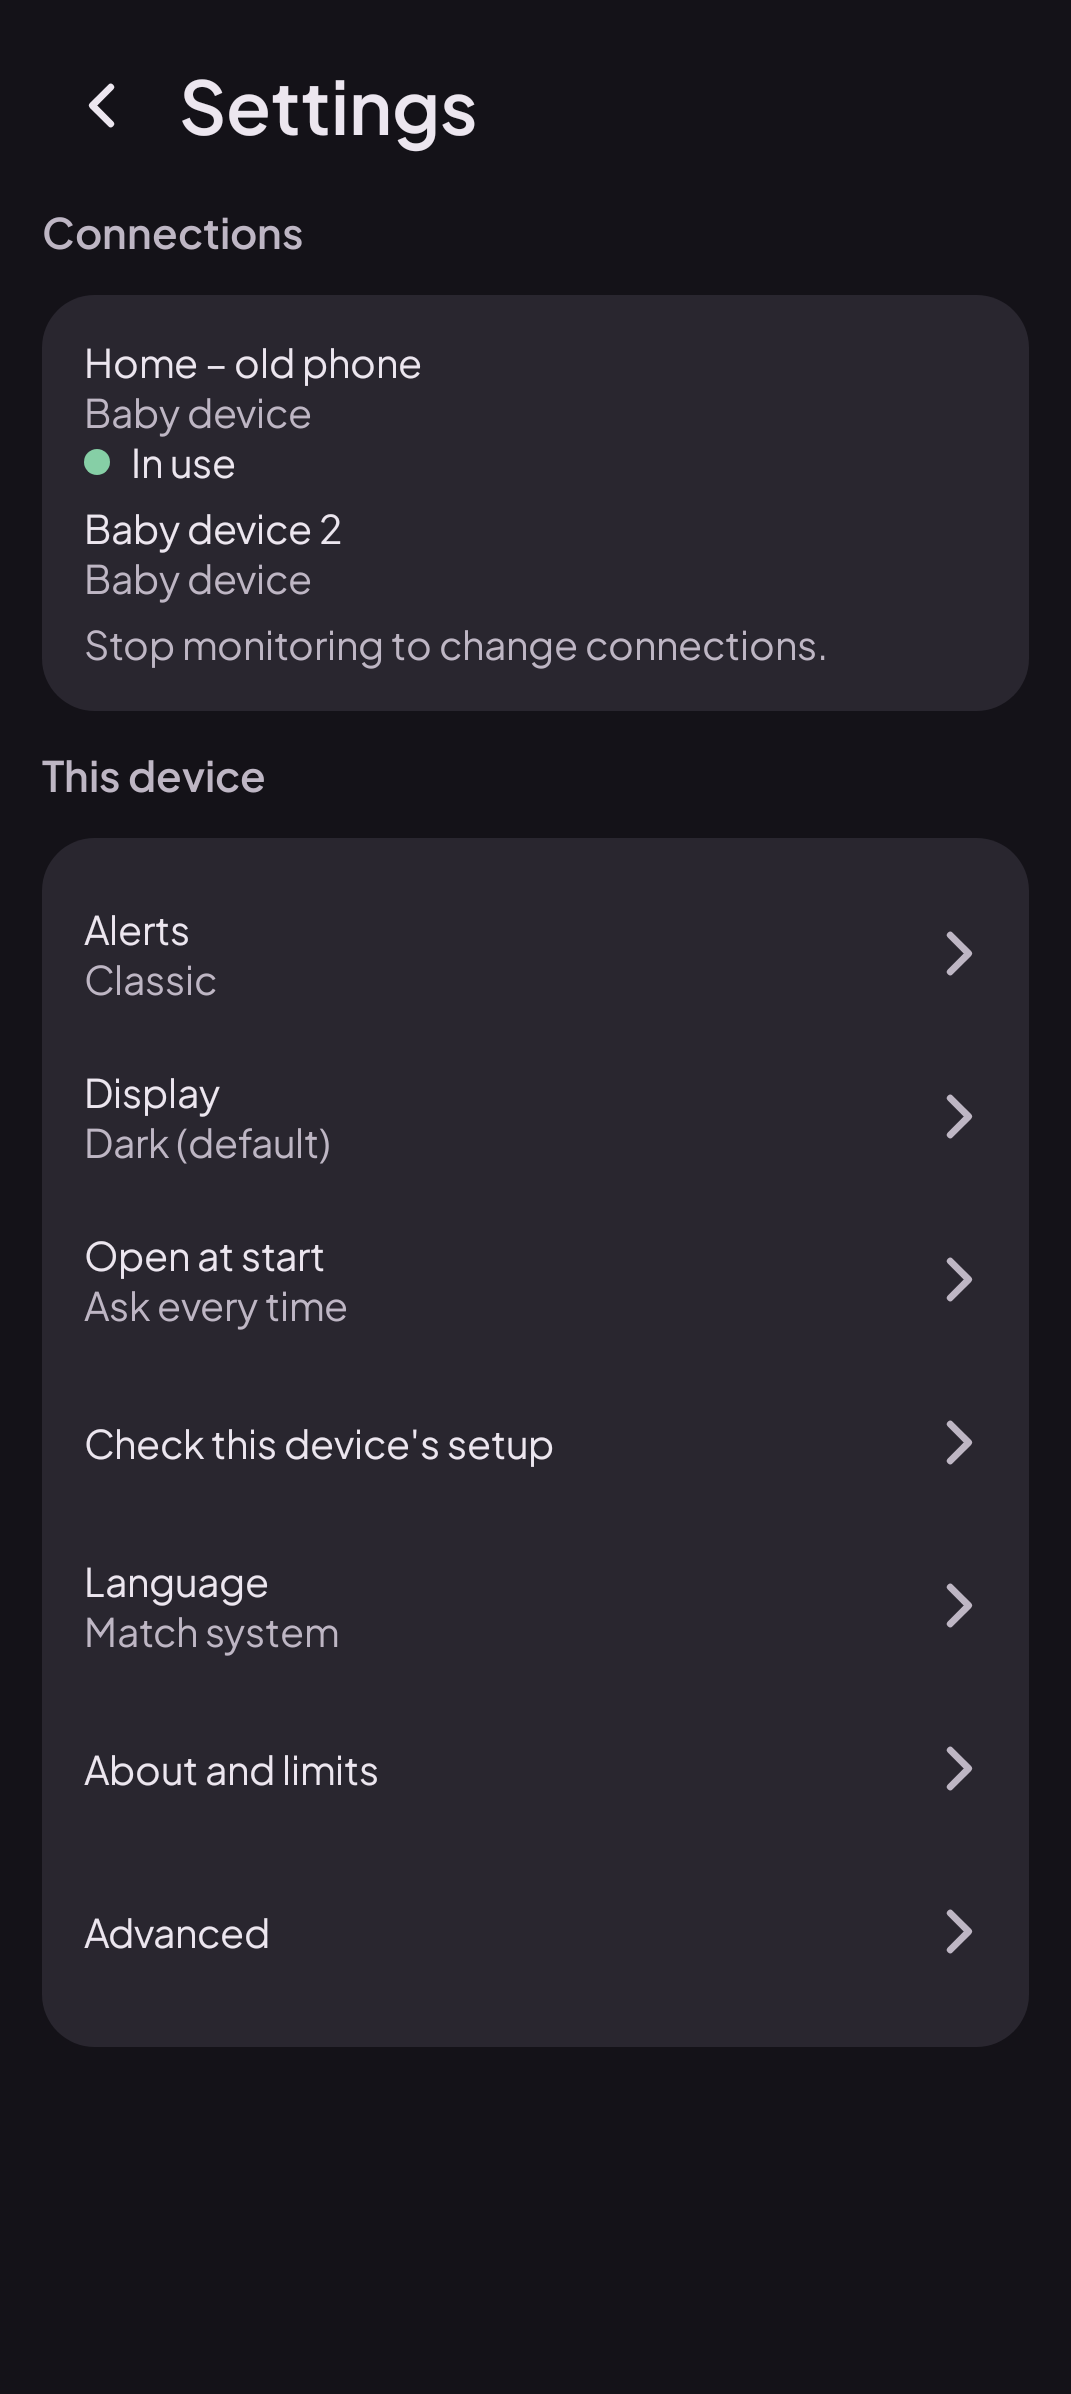 Settings
Connections
Home – old phone
Baby device
In use
Baby device 2
Baby device
Stop monitoring to change connections.
This device
Alerts
Classic
Display
Dark (default)
Open at start
Ask every time
Check this device's setup
Language
Match system
About and limits
Advanced